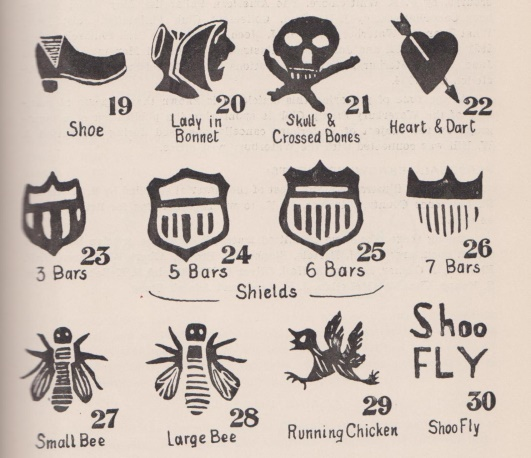 19
Shoe
20
Lady in
Bonnet
21
Skull &
Crossed Bones
22
Heart & Dart
23
3 Bars
24
5 Bars
25
6 Bars
26
7 Bars
Shields
27
Small Bee
28
Large Bee
29
Running Chicken
Shoo
FLY
30
Shoo Fly